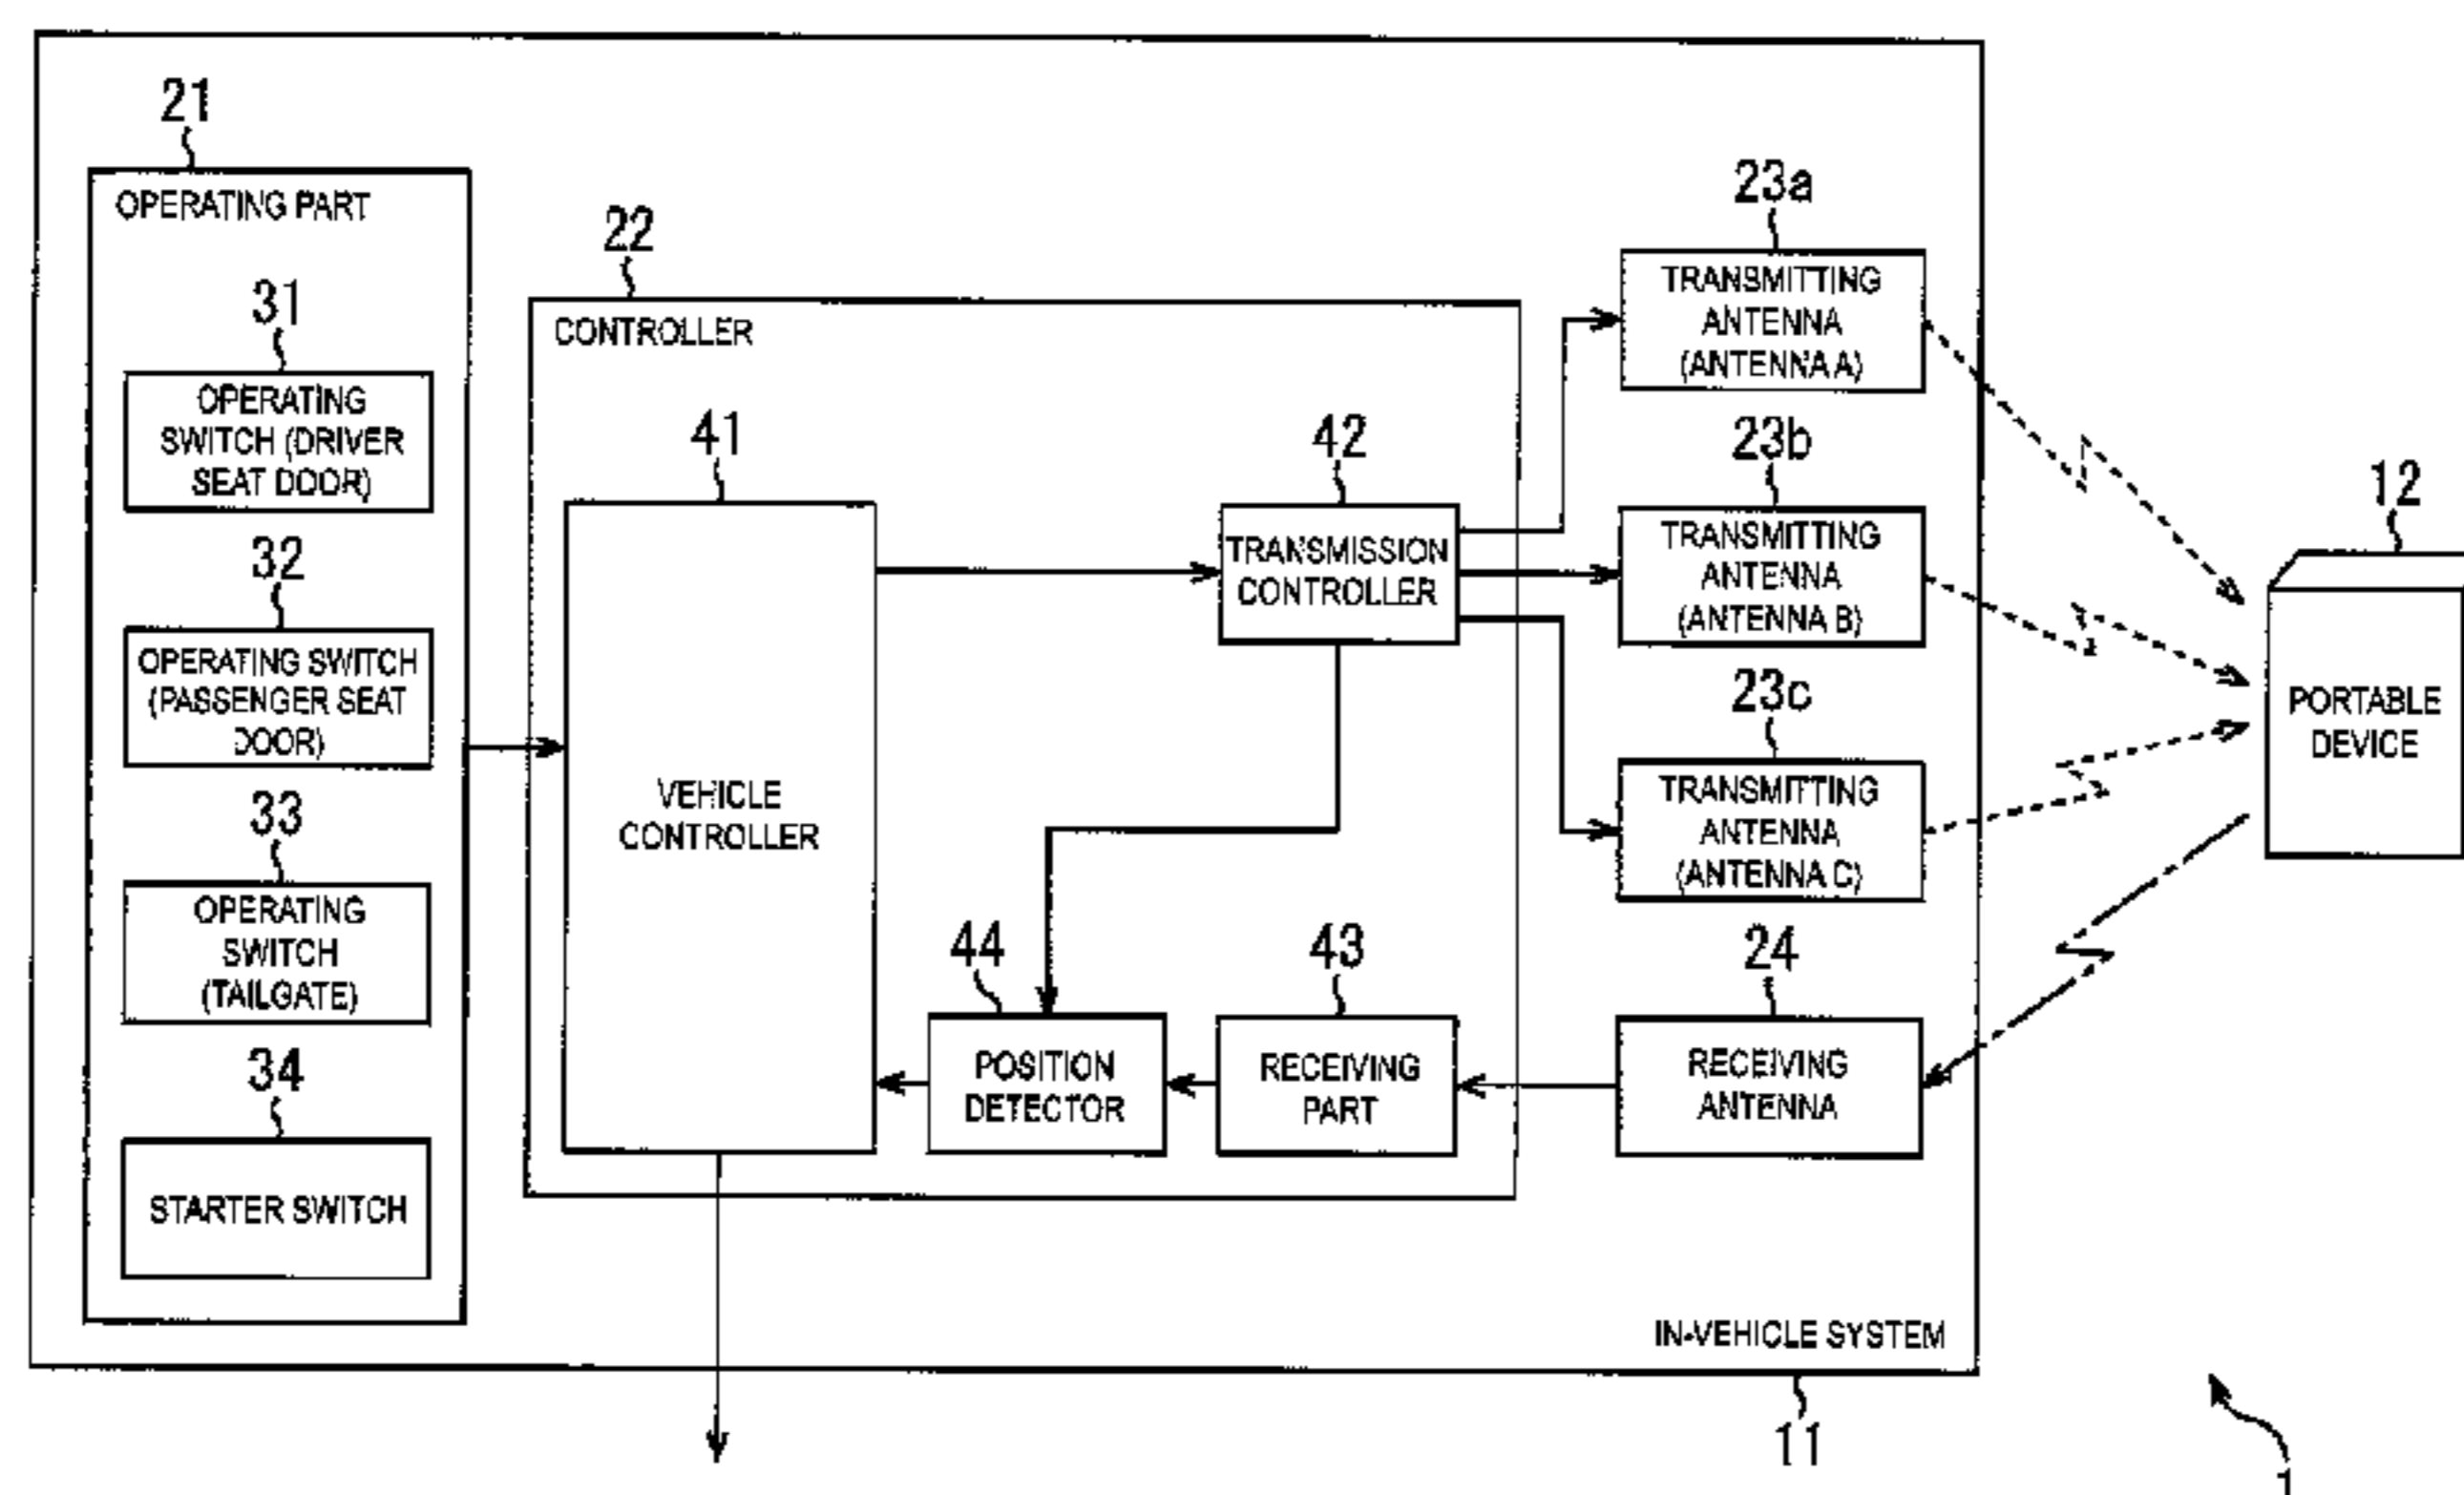 21
OPERATING PART
31
OPERATING
SWITCH (DRIVER
SEAT DOOR)
32
OPERATING SWITCH
(PASSENGER SEAT
DOOR)
33
OPERATING
SWITCH
(TAILGATE)
34
STARTER SWITCH
22
CONTROLLER
41
VEHICLE
CONTROLLER
42
TRANSMISSION
CONTROLLER
44
POSITION
DETECTOR
43
RECEIVING
PART
23a
TRANSMITTING
ANTENNA
(ANTENNA A)
23b
TRANSMITTING
ANTENNA
(ANTENNA B)
23c
TRANSMITTING
ANTENNA
(ANTENNA C)
24
RECEIVING
ANTENNA
12
PORTABLE
DEVICE
IN-VEHICLE SYSTEM
11
1